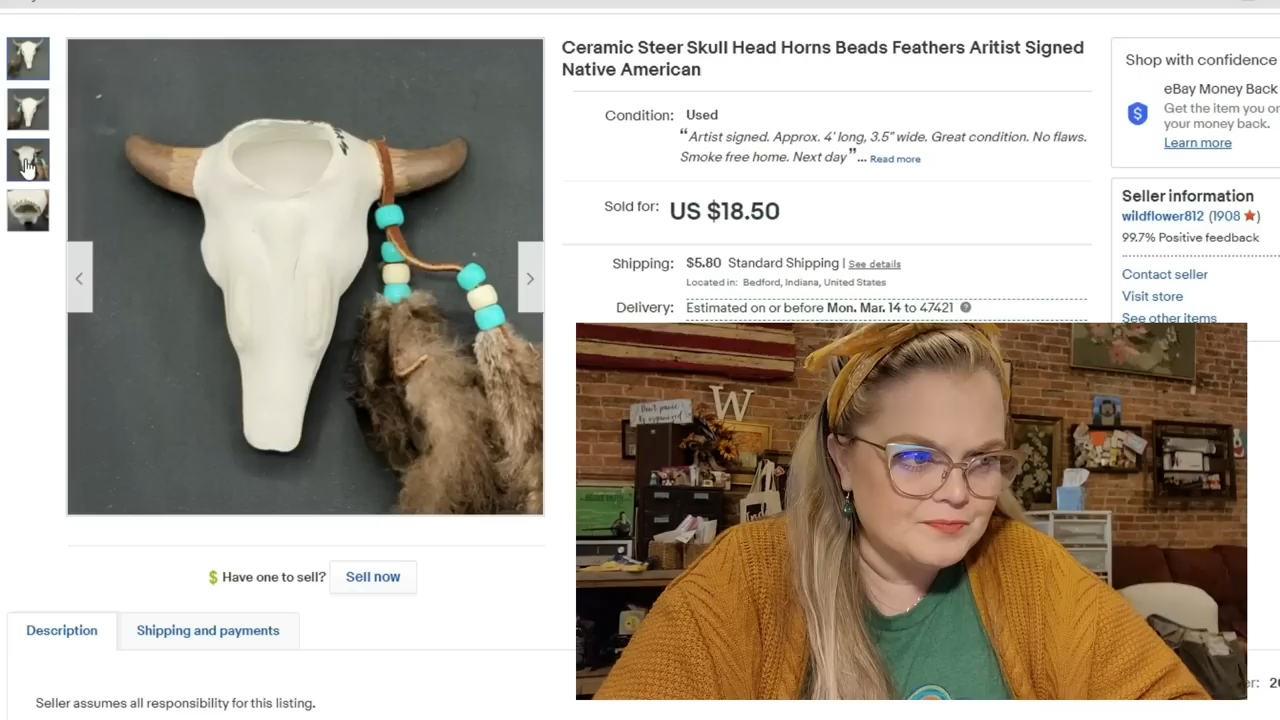 Ceramic Steer Skull Head Horns Beads Feathers Aritist Signed
Native American
Condition: Used
“Artist signed. Approx. 4' long, 3.5" wide. Great condition. No flaws.
Smoke free home. Next day”... Read more
Sold for: US $18.50
Shipping: $5.80 Standard Shipping | See details
Located in: Bedford, Indiana, United States
Delivery: Estimated on or before Mon. Mar. 14 to 47421
Shop with confidence
eBay Money Back
Get the item you or
your money back.
Learn more
Seller information
wildflower812 (1908 ★)
99.7% Positive feedback
Contact seller
Visit store
See other items
W
Have one to sell? Sell now
Description
Shipping and payments
Seller assumes all responsibility for this listing.